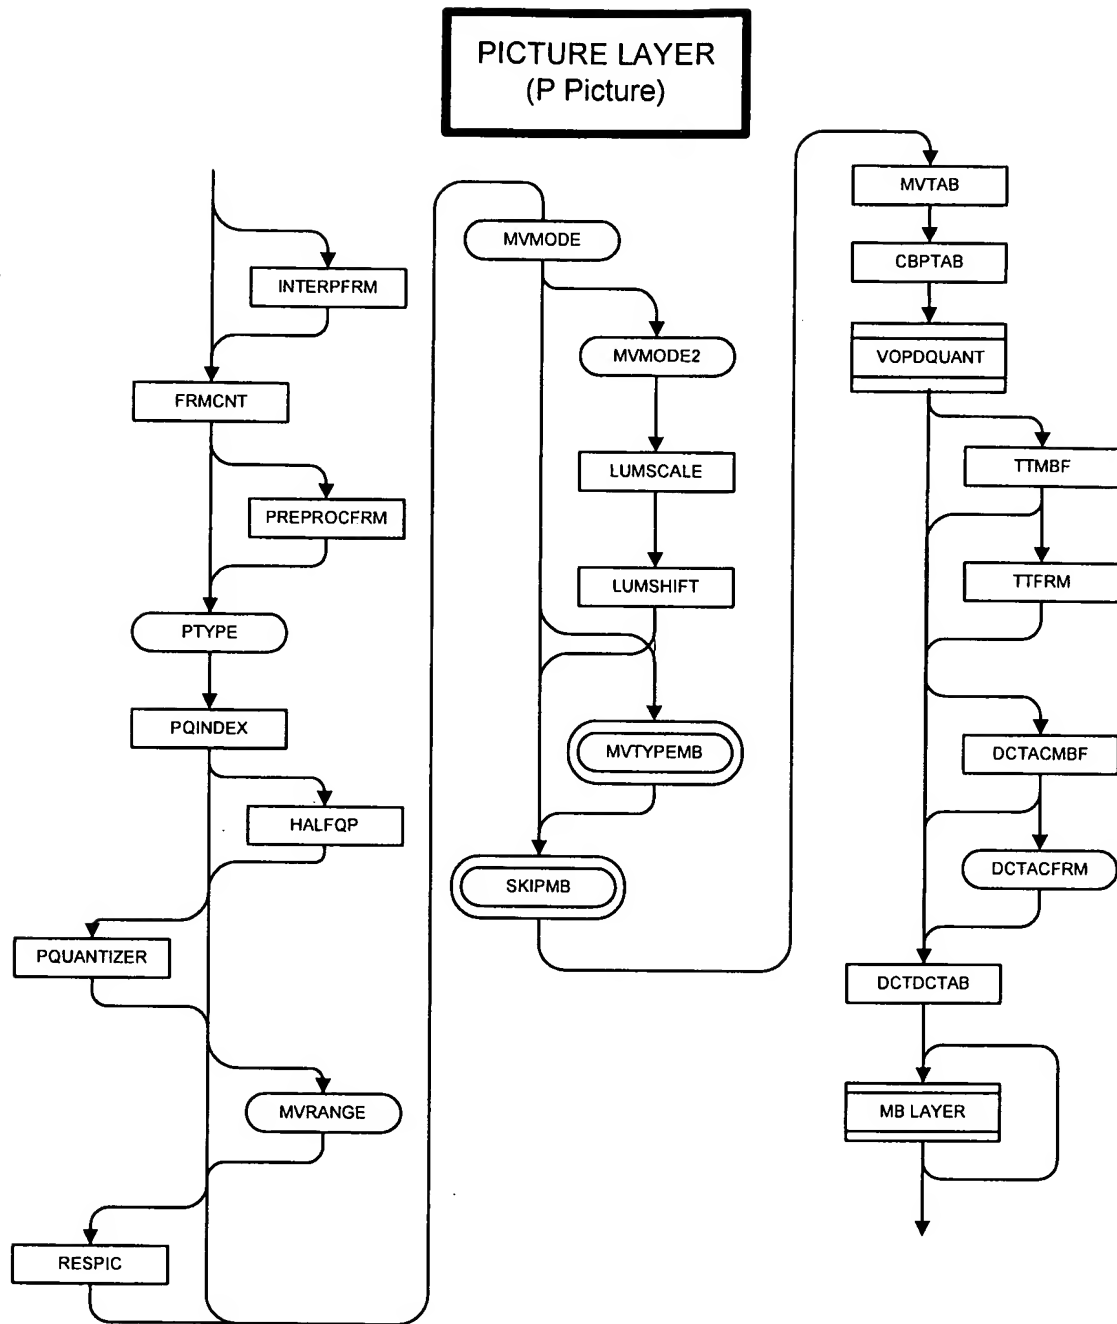 PICTURE LAYER
(P Picture)
INTERPFRM
FRMCNT
PREPROCFRM
PTYPE
PQINDEX
HALFQP
PQUANTIZER
MVRANGE
RESPIC
MVMODE
MVMODE2
LUMSCALE
LUMSHIFT
MVTYPEMB
SKIPMB
MVTAB
CBPTAB
VOPDQUANT
TTMBF
TTFRM
DCTACMBF
DCTACFRM
DCTDCTAB
MB LAYER